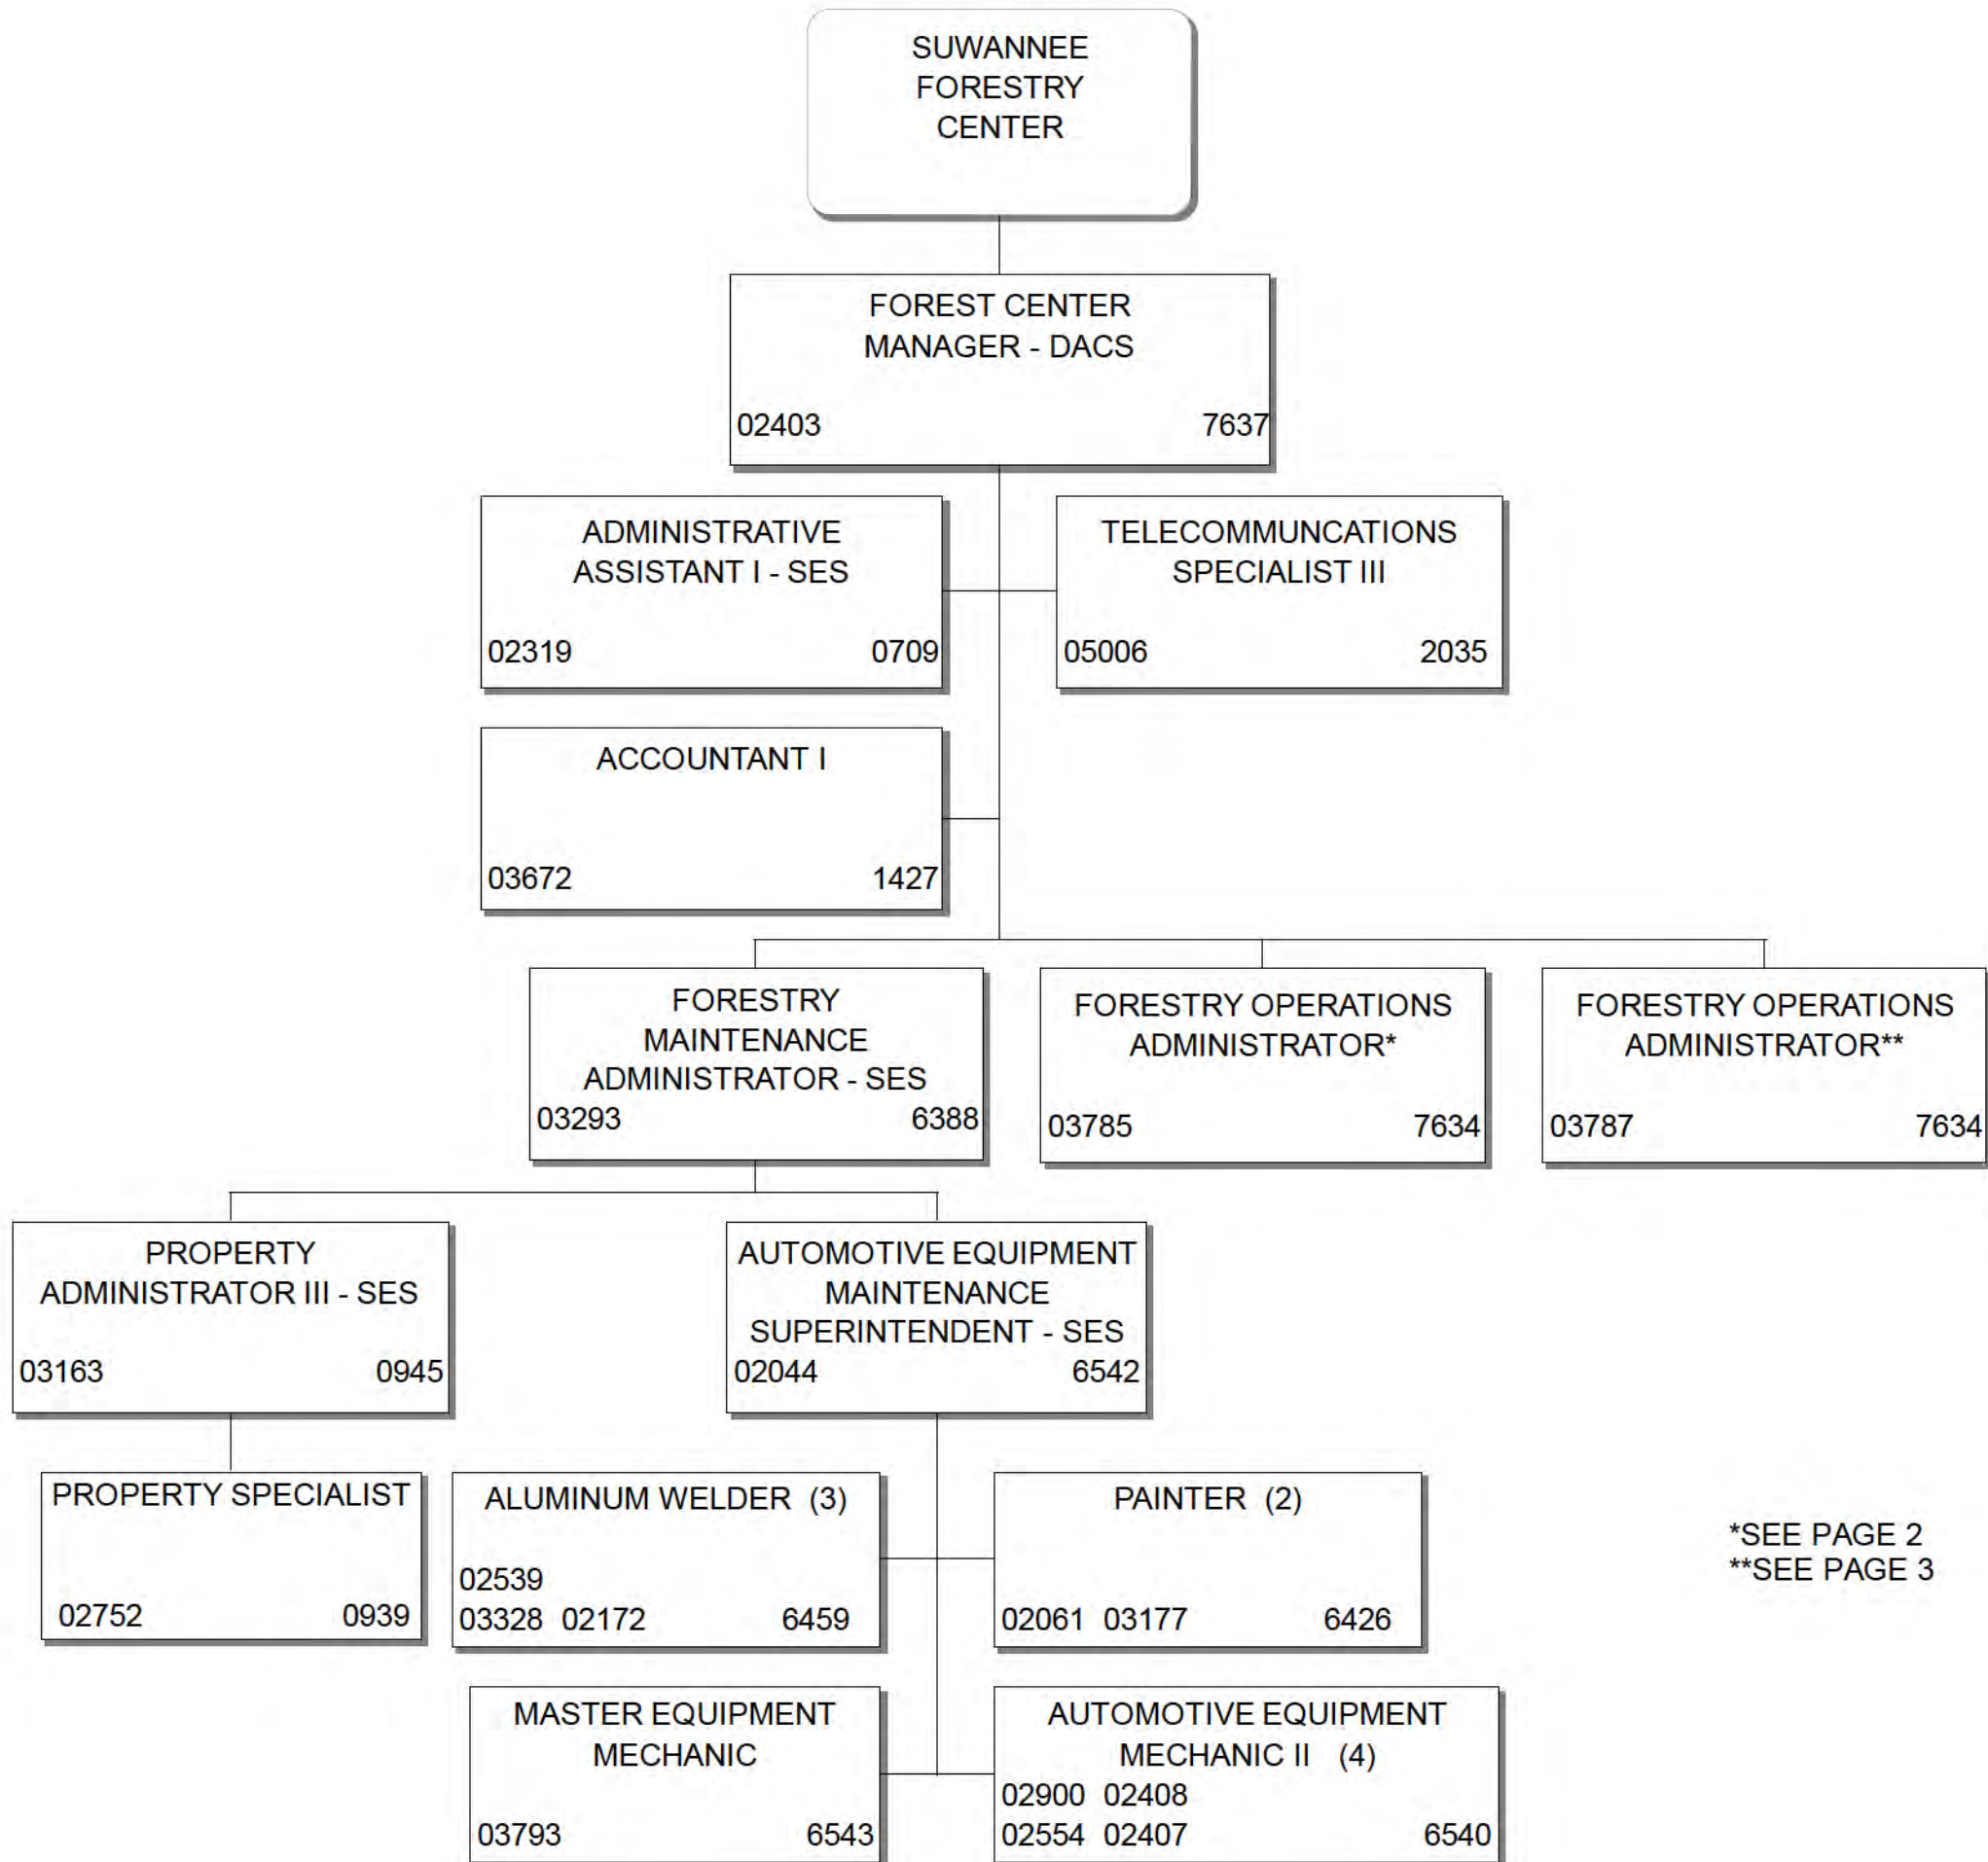 SUWANNEE
FORESTRY
CENTER
FOREST CENTER
MANAGER - DACS
02403 7637
ADMINISTRATIVE
ASSISTANT I - SES
02319 0709
TELECOMMUNCATIONS
SPECIALIST III
05006 2035
ACCOUNTANT I
03672 1427
FORESTRY
MAINTENANCE
ADMINISTRATOR - SES
03293 6388
FORESTRY OPERATIONS
ADMINISTRATOR*
03785 7634
FORESTRY OPERATIONS
ADMINISTRATOR**
03787 7634
PROPERTY
ADMINISTRATOR III - SES
03163 0945
AUTOMOTIVE EQUIPMENT
MAINTENANCE
SUPERINTENDENT - SES
02044 6542
PROPERTY SPECIALIST
02752 0939
ALUMINUM WELDER (3)
02539
03328 02172 6459
PAINTER (2)
02061 03177 6426
*SEE PAGE 2
**SEE PAGE 3
MASTER EQUIPMENT
MECHANIC
03793 6543
AUTOMOTIVE EQUIPMENT
MECHANIC II (4)
02900 02408
02554 02407 6540